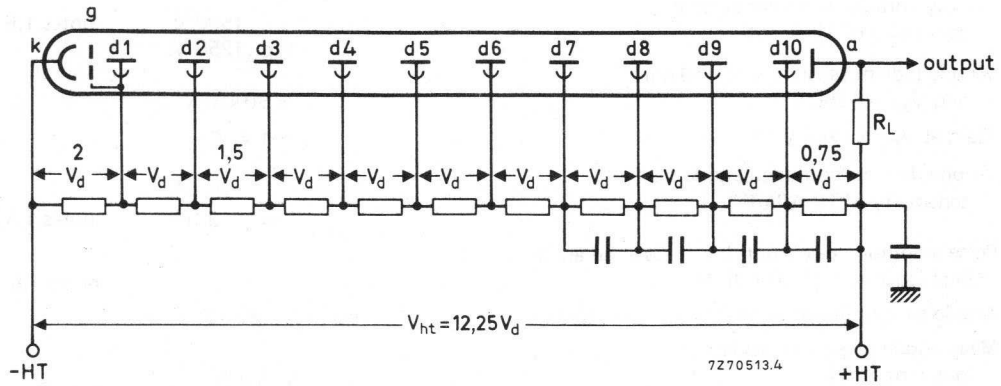 g
k d1 d2 d3 d4 d5 d6 d7 d8 d9 d10 a
output
R_L
2 1,5 0,75
V_d V_d V_d V_d V_d V_d V_d V_d V_d V_d V_d
V_ht = 12,25 V_d
-HT 7Z70513.4 +HT